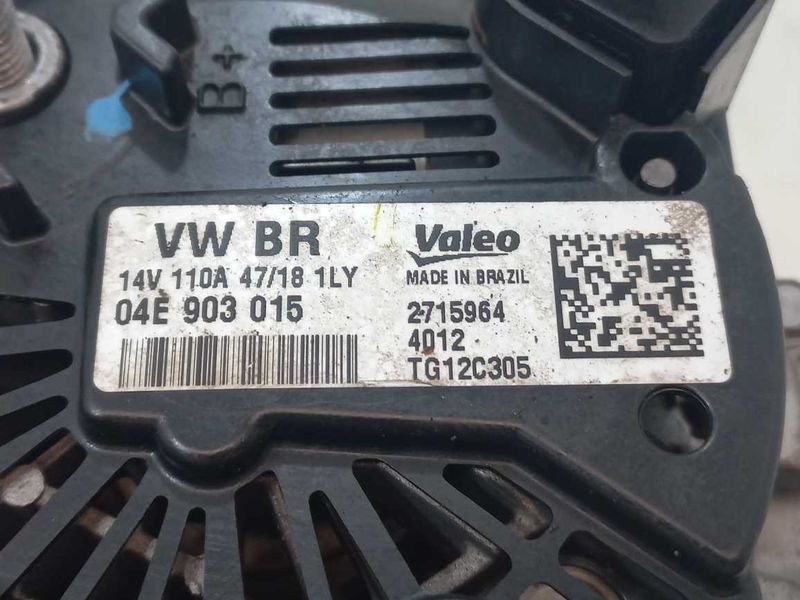 B+
VW BR
14V 110A 47/18 1LY
04E 903 015
Valeo
MADE IN BRAZIL
2715964
4012
TG12C305